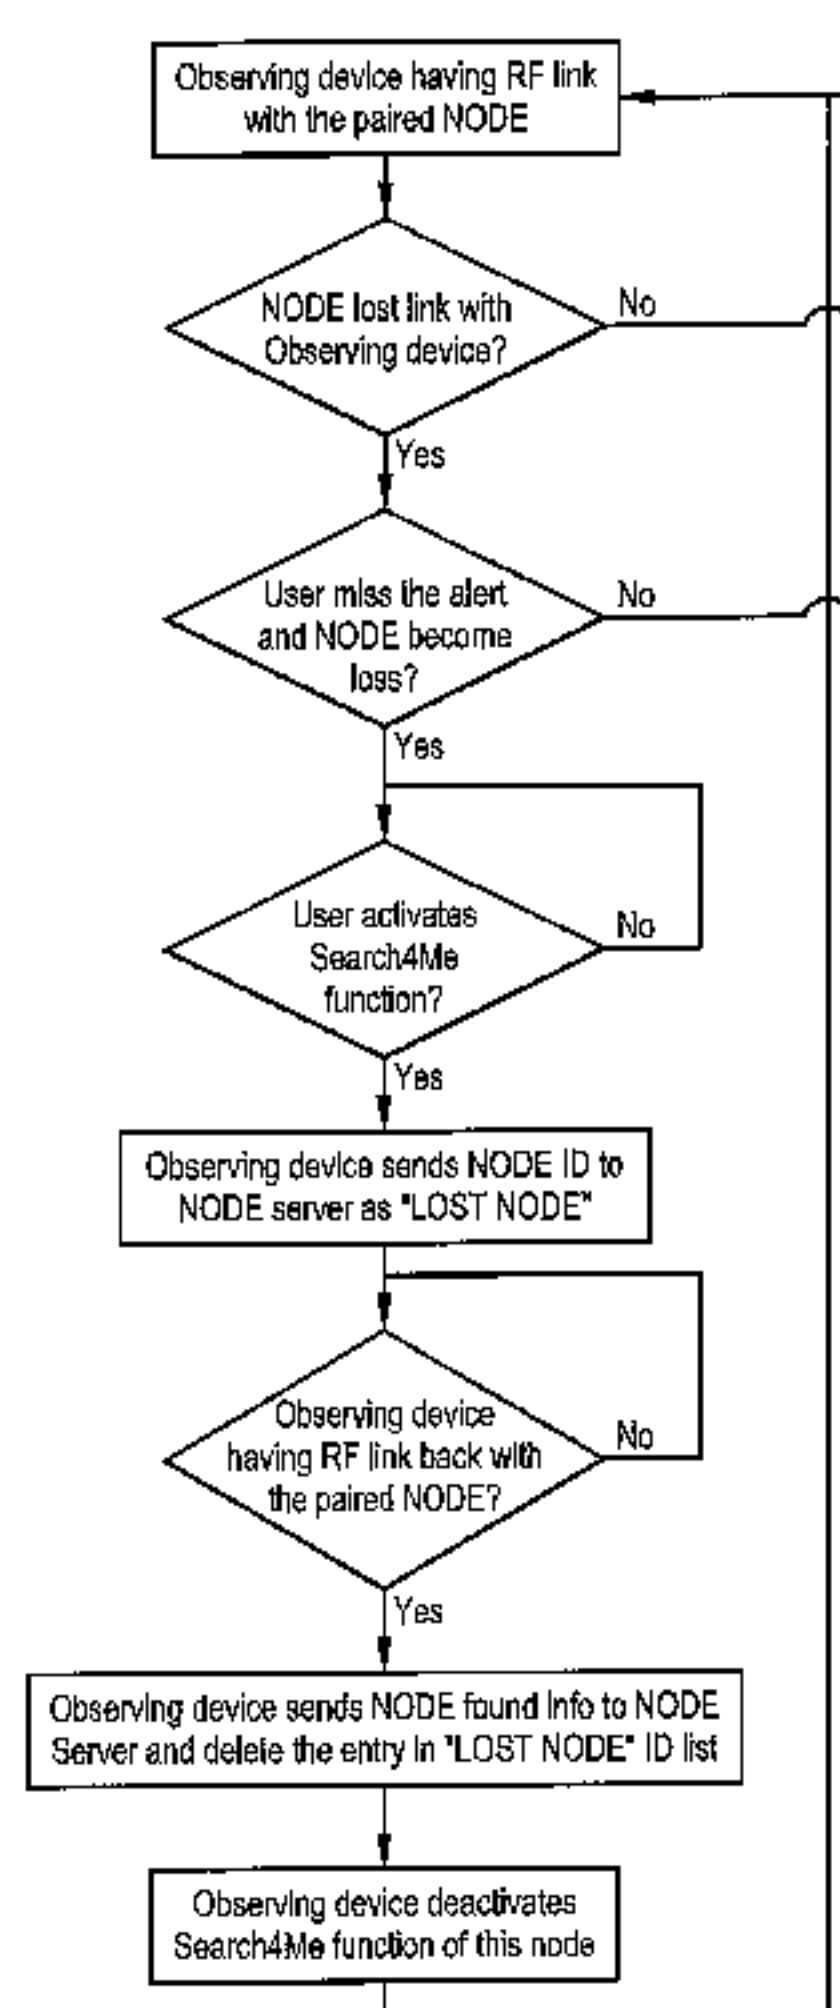 Observing device having RF link
with the paired NODE
NODE lost link with
Observing device?
No
Yes
User miss the alert
and NODE become
loss?
No
Yes
User activates
Search4Me
function?
No
Yes
Observing device sends NODE ID to
NODE server as "LOST NODE"
Observing device
having RF link back with
the paired NODE?
No
Yes
Observing device sends NODE found info to NODE
Server and delete the entry in "LOST NODE" ID list
Observing device deactivates
Search4Me function of this node